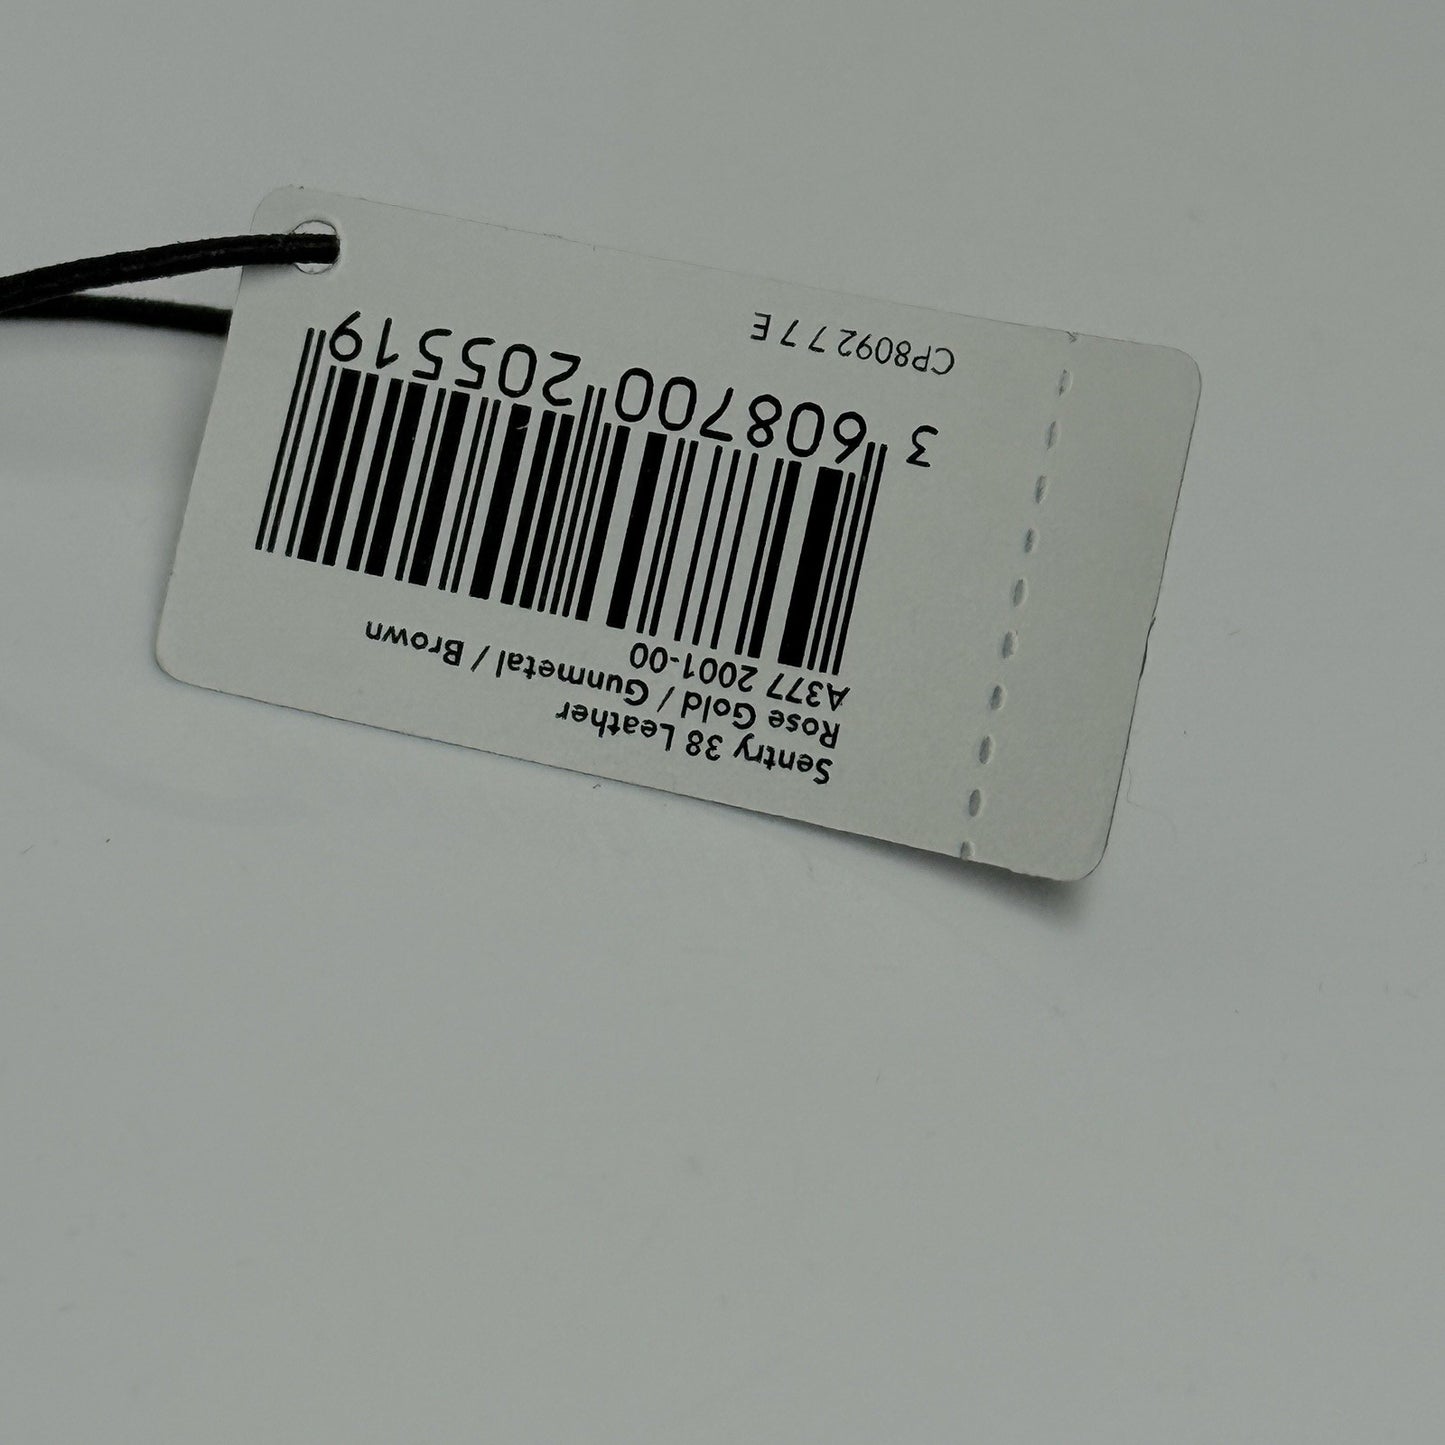 Sentry 38 Leather
Rose Gold / Gunmetal / Brown
A377 2001-00
3 608700 205519
CP809277E